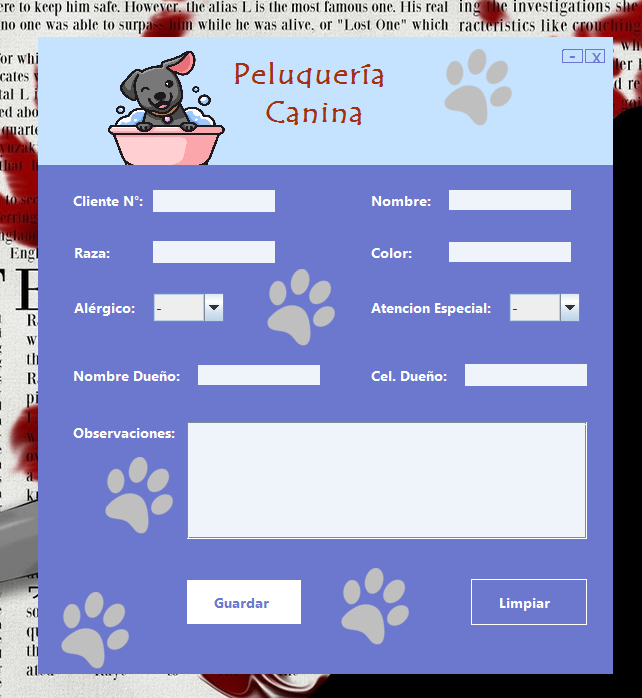 ere to keep him safe. However, the alias L is the most famous one. His real
no one was able to surpass him while he was alive, or "Lost One" which
ing the investigations she
racteristics like crouching
Peluquería
Canina
- X
Cliente N°:
Nombre:
Raza:
Color:
Alérgico: -
Atencion Especial: -
Nombre Dueño:
Cel. Dueño:
Observaciones:
Guardar
Limpiar